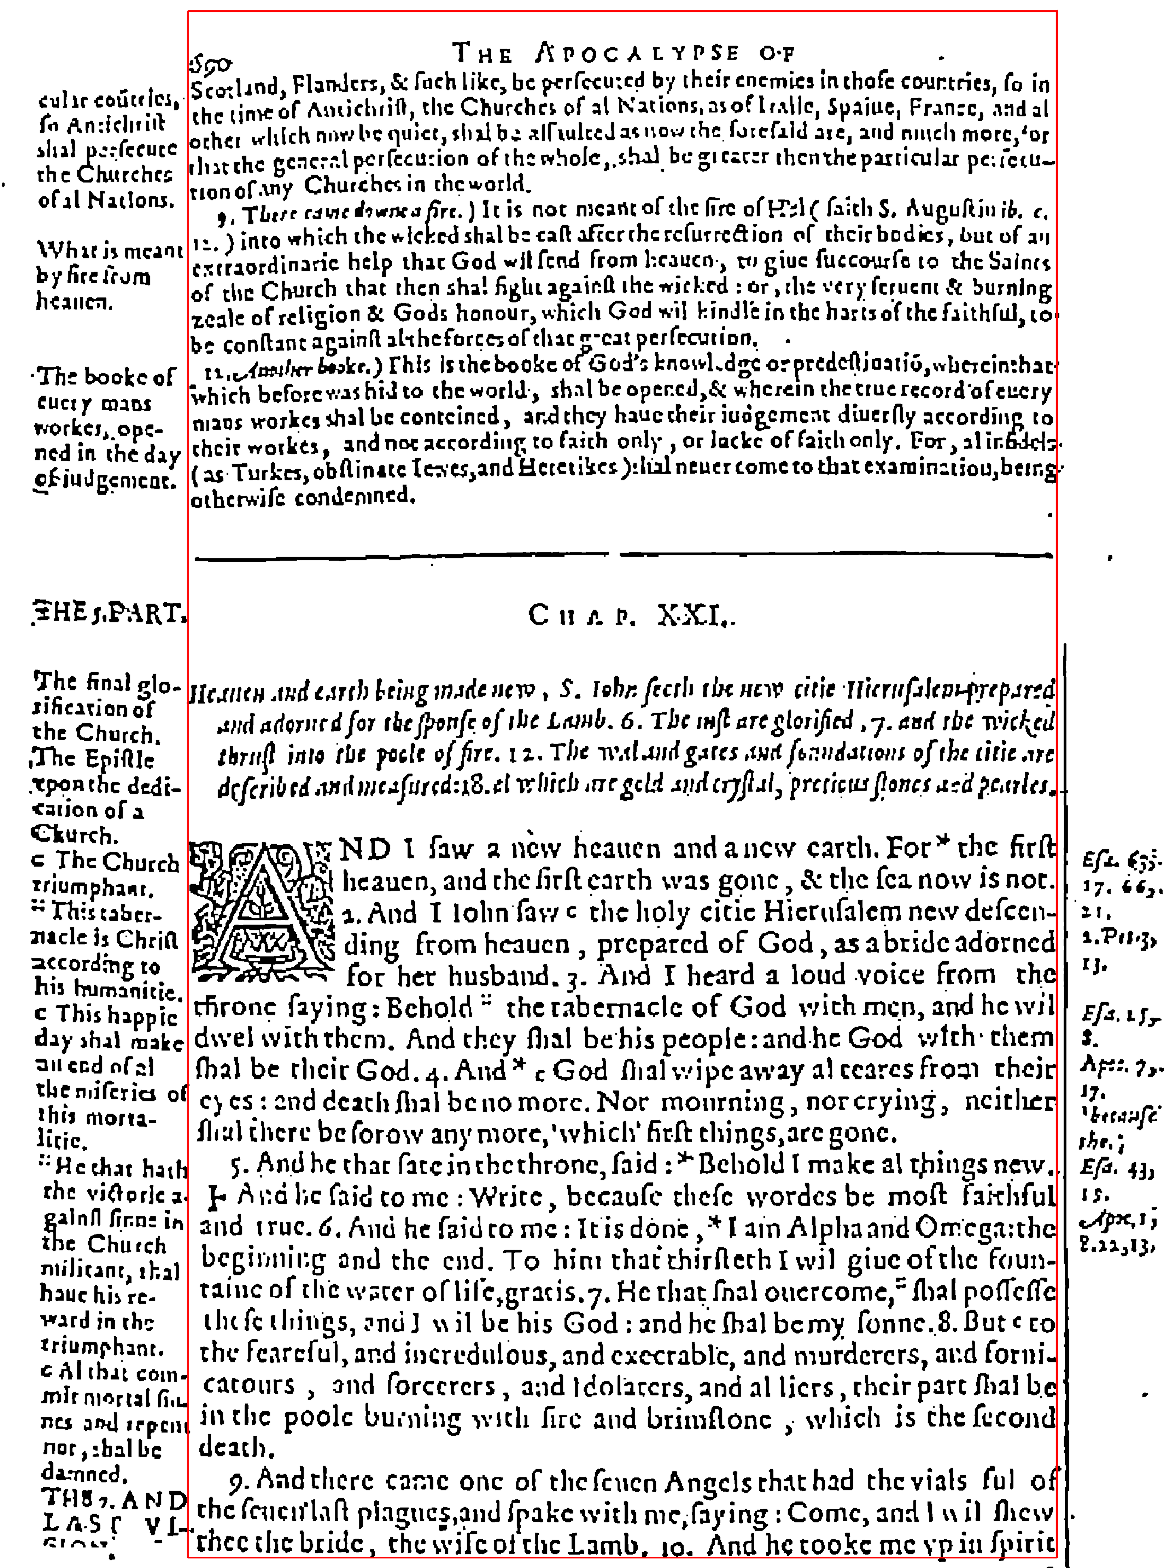 590
THE APOCALYPSE OF
Scotland, Flanders, & such like, be persecuted by their enemies in those countries, so in
the time of Antichrist, the Churches of al Nations, as of Italie, Spaine, France, and al
other which now be quiet, shal be assaulted as now the foresaid are, and much more, for
that the general persecution of the whole, shal be greater then the particular persecu-
tion of any Churches in the world.
9. There came downe a fire.) It is not meant of the fire of Hel (saith S. Augustin ib. c.
12.) into which the wicked shal be cast after the resurrection of their bodies, but of an
extraordinarie help that God wil send from heauen, to giue succourse to the Saints
of the Church that then shal fight against the wicked: or, the very feruent & burning
zeale of religion & Gods honour, which God wil kindle in the harts of the faithful, to
be constant against al the forces of that great persecution.
12. Another booke.) This is the booke of God's knowledge or predestinatiō, wherein that
which before was hid to the world, shal be opened, & wherein the true record of euery
mans workes shal be conteined, and they haue their iudgement diuersly according to
their workes, and not according to faith only, or lacke of faith only. For, al infidels
(as Turkes, obstinate Iewes, and Heretikes) shal neuer come to that examination, being
otherwise condemned.
cular coūtries,
so Antichrist
shal persecute
the Churches
of al Nations.
What is meant
by fire from
heauen.
The booke of
euery mans
workes, ope-
ned in the day
of iudgement.
THE 5. PART.
CHAP. XXI.
Heauen and earth being made new, S. Iohn seeth the new citie Hierusalem prepared
and adorned for the spouse of the Lamb. 6. The iust are glorified, 7. and the wicked
thrust into the poole of fire. 12. The wal and gates and foundations of the citie are
described and measured: 18. al which are gold and crystal, pretious stones and pearles.
AND I saw a new heauen and a new earth. For * the first
heauen, and the first earth was gone, & the sea now is not.
2. And I Iohn saw c the holy citie Hierusalem new descen-
ding from heauen, prepared of God, as a bride adorned
for her husband. 3. And I heard a loud voice from the
throne saying: Behold " the tabernacle of God with men, and he wil
dwel with them. And they shal be his people: and he God with them
shal be their God. 4. And * c God shal wipe away al teares from their
eyes: and death shal be no more. Nor mourning, nor crying, neither
shal there be sorow any more, 'which' first things, are gone.
5. And he that sate in the throne, said: * Behold I make al things new.
And he said to me: Write, because these wordes be most faithful
and true. 6. And he said to me: It is done, * I am Alpha and Omega: the
beginning and the end. To him that thirsteth I wil giue of the foun-
taine of the water of life, gratis. 7. He that shal ouercome, " shal possesse
these things, and I wil be his God: and he shal be my sonne. 8. But c to
the fearful, and incredulous, and execrable, and murderers, and forni-
catours, and sorcerers, and Idolaters, and al liers, their part shal be
in the poole burning with fire and brimstone, which is the second
death.
9. And there came one of the seuen Angels that had the vials ful of
the seuen last plagues, and spake with me, saying: Come, and I wil shew
thee the bride, the wife of the Lamb. 10. And he tooke me vp in spirit
The final glo-
rification of
the Church.
The Epistle
vpon the dedi-
cation of a
Church.
c The Church
triumphant.
" This taber-
nacle is Christ
according to
his humanitie.
c This happie
day shal make
an end of al
the miseries of
this morta-
litie.
" He that hath
the victorie a-
gainst sinne in
the Church
militant, shal
haue his re-
ward in the
triumphant.
c Al that com-
mit mortal sin-
nes and repent
not, shal be
damned.
THE 7. AND
LAST VI-
Esa. 65,
17. 66,
21.
2. Pet. 3,
13.
Esa. 25,
8.
Apoc. 7,
17.
'because
the,
Esa. 43,
15.
Apoc. 1,
8. 22, 13.